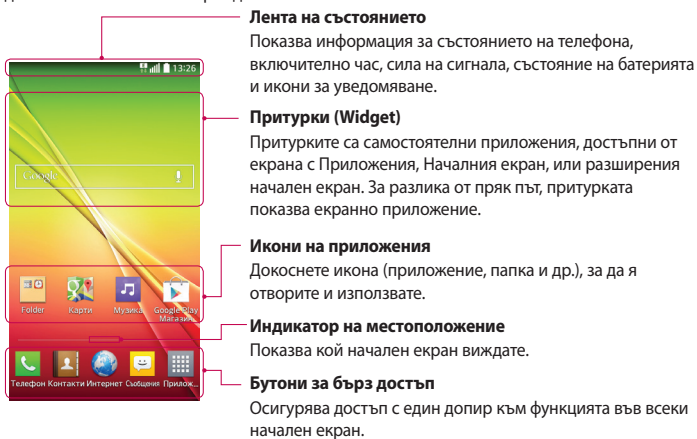 Лента на състоянието
Показва информация за състоянието на телефона,
включително час, сила на сигнала, състояние на батерията
и икони за уведомяване.
Притурки (Widget)
Притурките са самостоятелни приложения, достъпни от
екрана с Приложения, Началния екран, или разширения
начален екран. За разлика от пряк път, притурката
показва екранно приложение.
Икони на приложения
Докоснете икона (приложение, папка и др.), за да я
отворите и използвате.
Индикатор на местоположение
Показва кой начален екран виждате.
Бутони за бърз достъп
Осигурява достъп с един допир към функцията във всеки
начален екран.
13:26
Google
Folder
Карти
Музика
Google Play
Магазин
Телефон
Контакти
Интернет
Съобщения
Прилож...